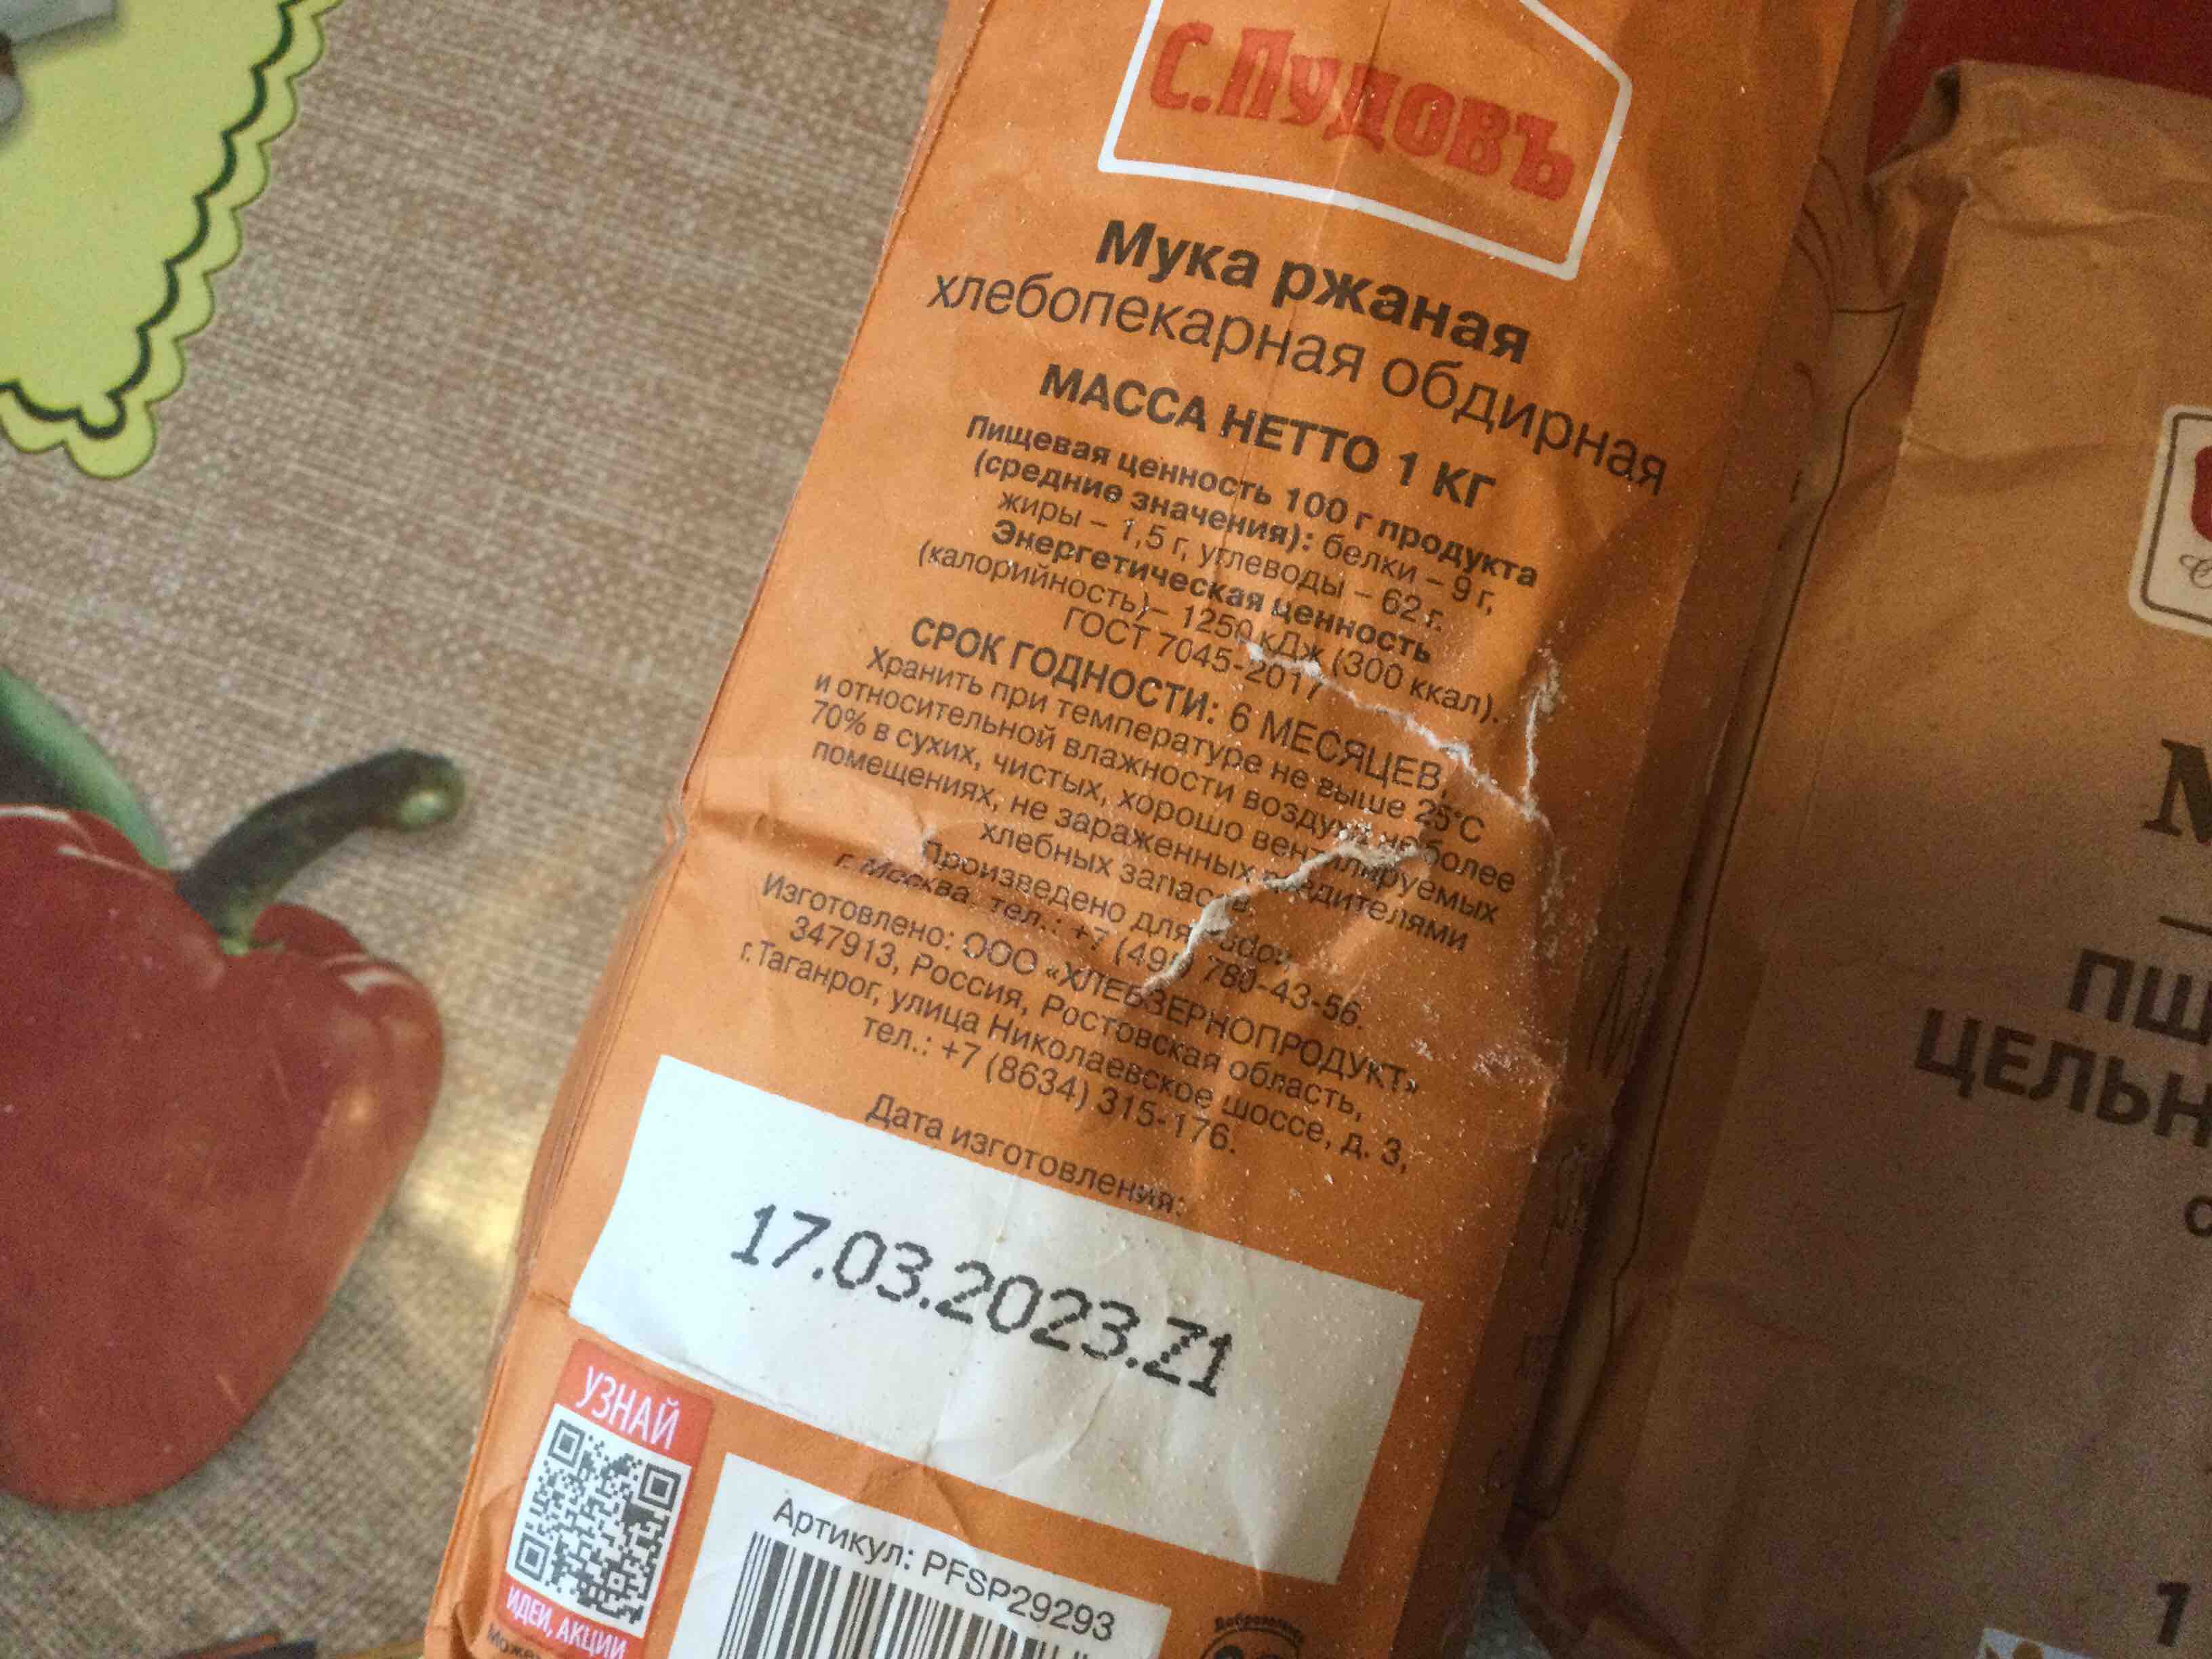 С.Пудовъ
Мука ржаная
хлебопекарная обдирная
МАССА НЕТТО 1 КГ
Пищевая ценность 100 г продукта
(средние значения): белки – 9 г,
жиры – 1,5 г, углеводы – 62 г.
Энергетическая ценность
(калорийность)– 1250 кДж (300 ккал).
ГОСТ 7045-2017
СРОК ГОДНОСТИ: 6 МЕСЯЦЕВ,
Хранить при температуре не выше 25°C
и относительной влажности воздуха не более
70% в сухих, чистых, хорошо вентилируемых
помещениях, не зараженных вредителями
хлебных запасов.
Произведено для Pudov,
г. Москва тел.: +7 (495) 780-43-56.
Изготовлено: ООО «ХЛЕБЗЕРНОПРОДУКТ»
347913, Россия, Ростовская область,
г.Таганрог, улица Николаевское шоссе, д. 3,
тел.: +7 (8634) 315-176.
Дата изготовления:
17.03.2023.Z1
УЗНАЙ
ИДЕИ, АКЦИИ
Артикул: PFSP29293
ПШ
ЦЕЛЬН
1